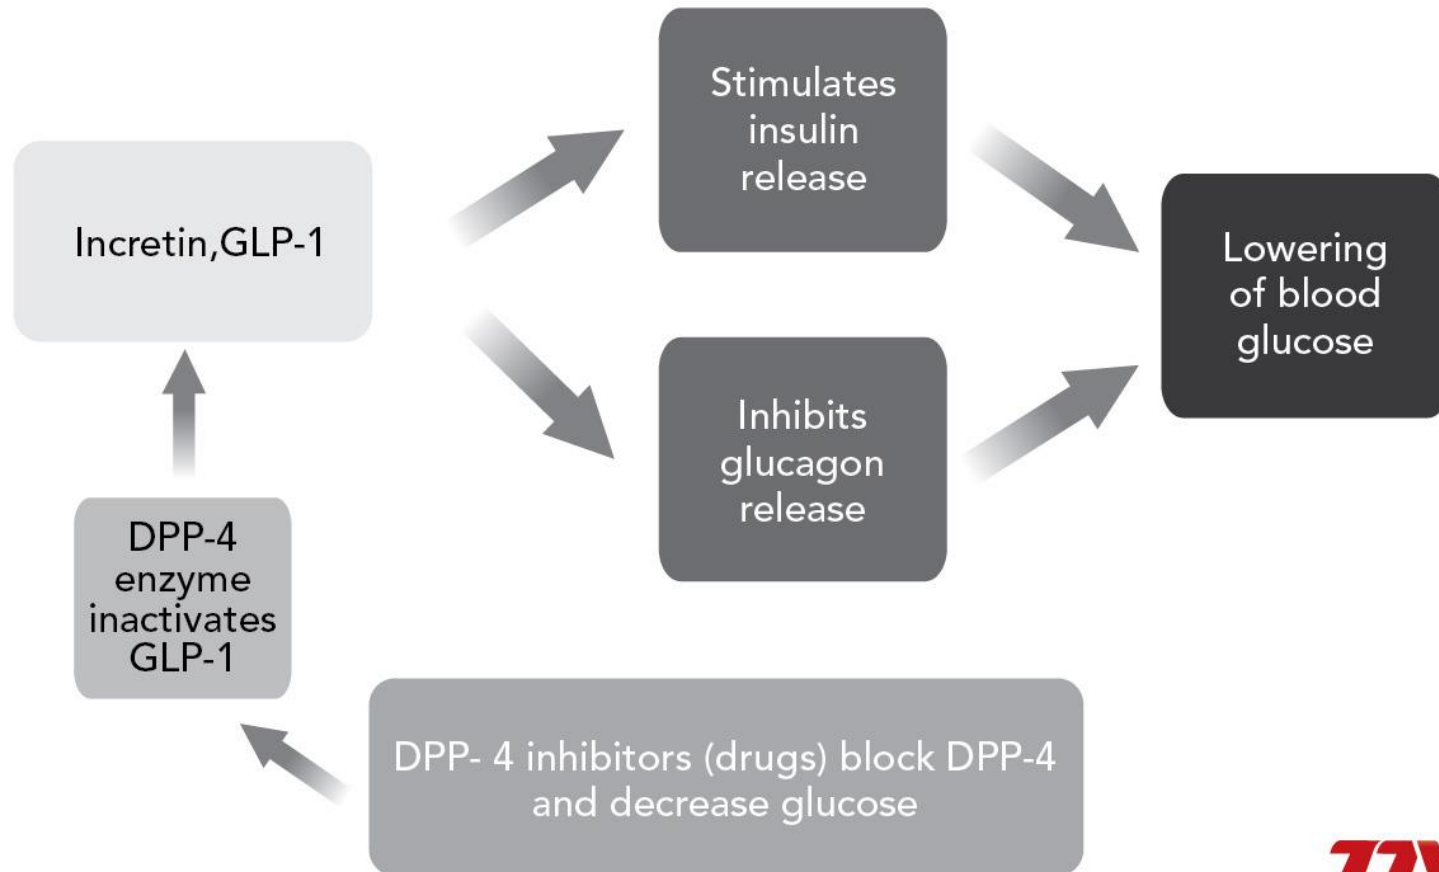 Stimulates
insulin
release
Incretin,GLP-1
Lowering
of blood
glucose
Inhibits
glucagon
release
DPP-4
enzyme
inactivates
GLP-1
DPP- 4 inhibitors (drugs) block DPP-4
and decrease glucose